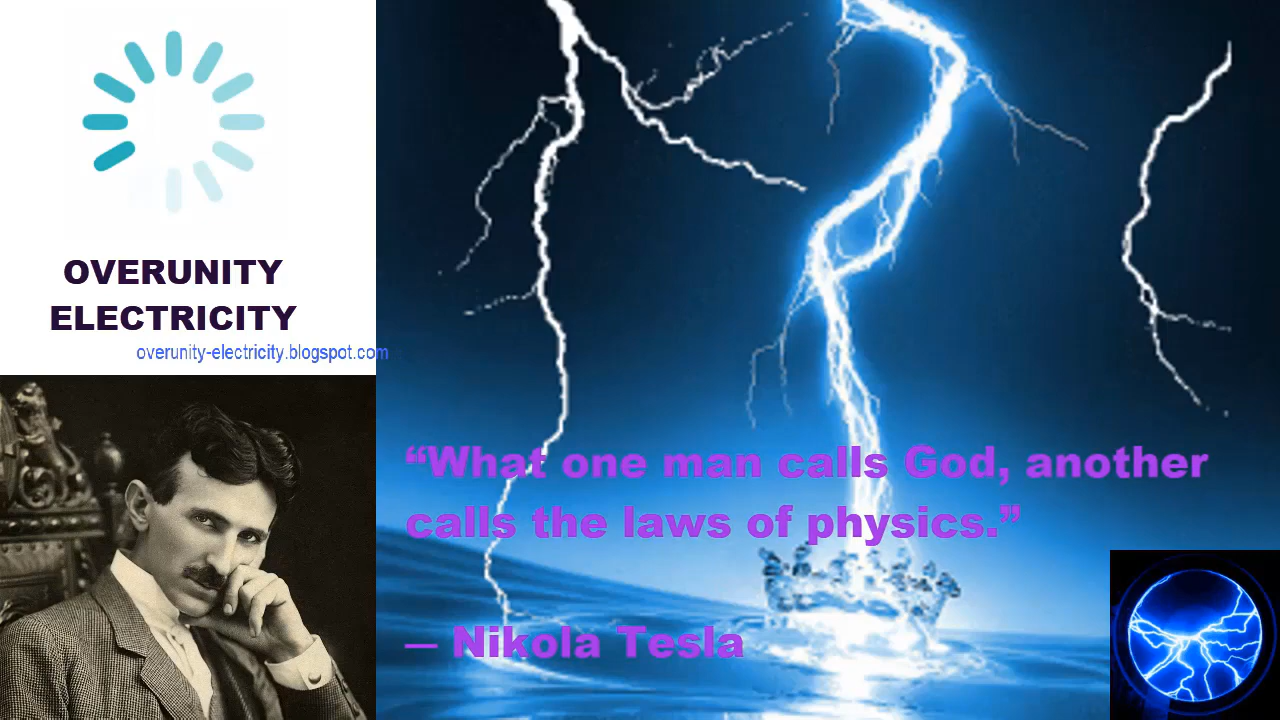 OVERUNITY
ELECTRICITY
overunity-electricity.blogspot.com
“What one man calls God, another
calls the laws of physics.”
— Nikola Tesla